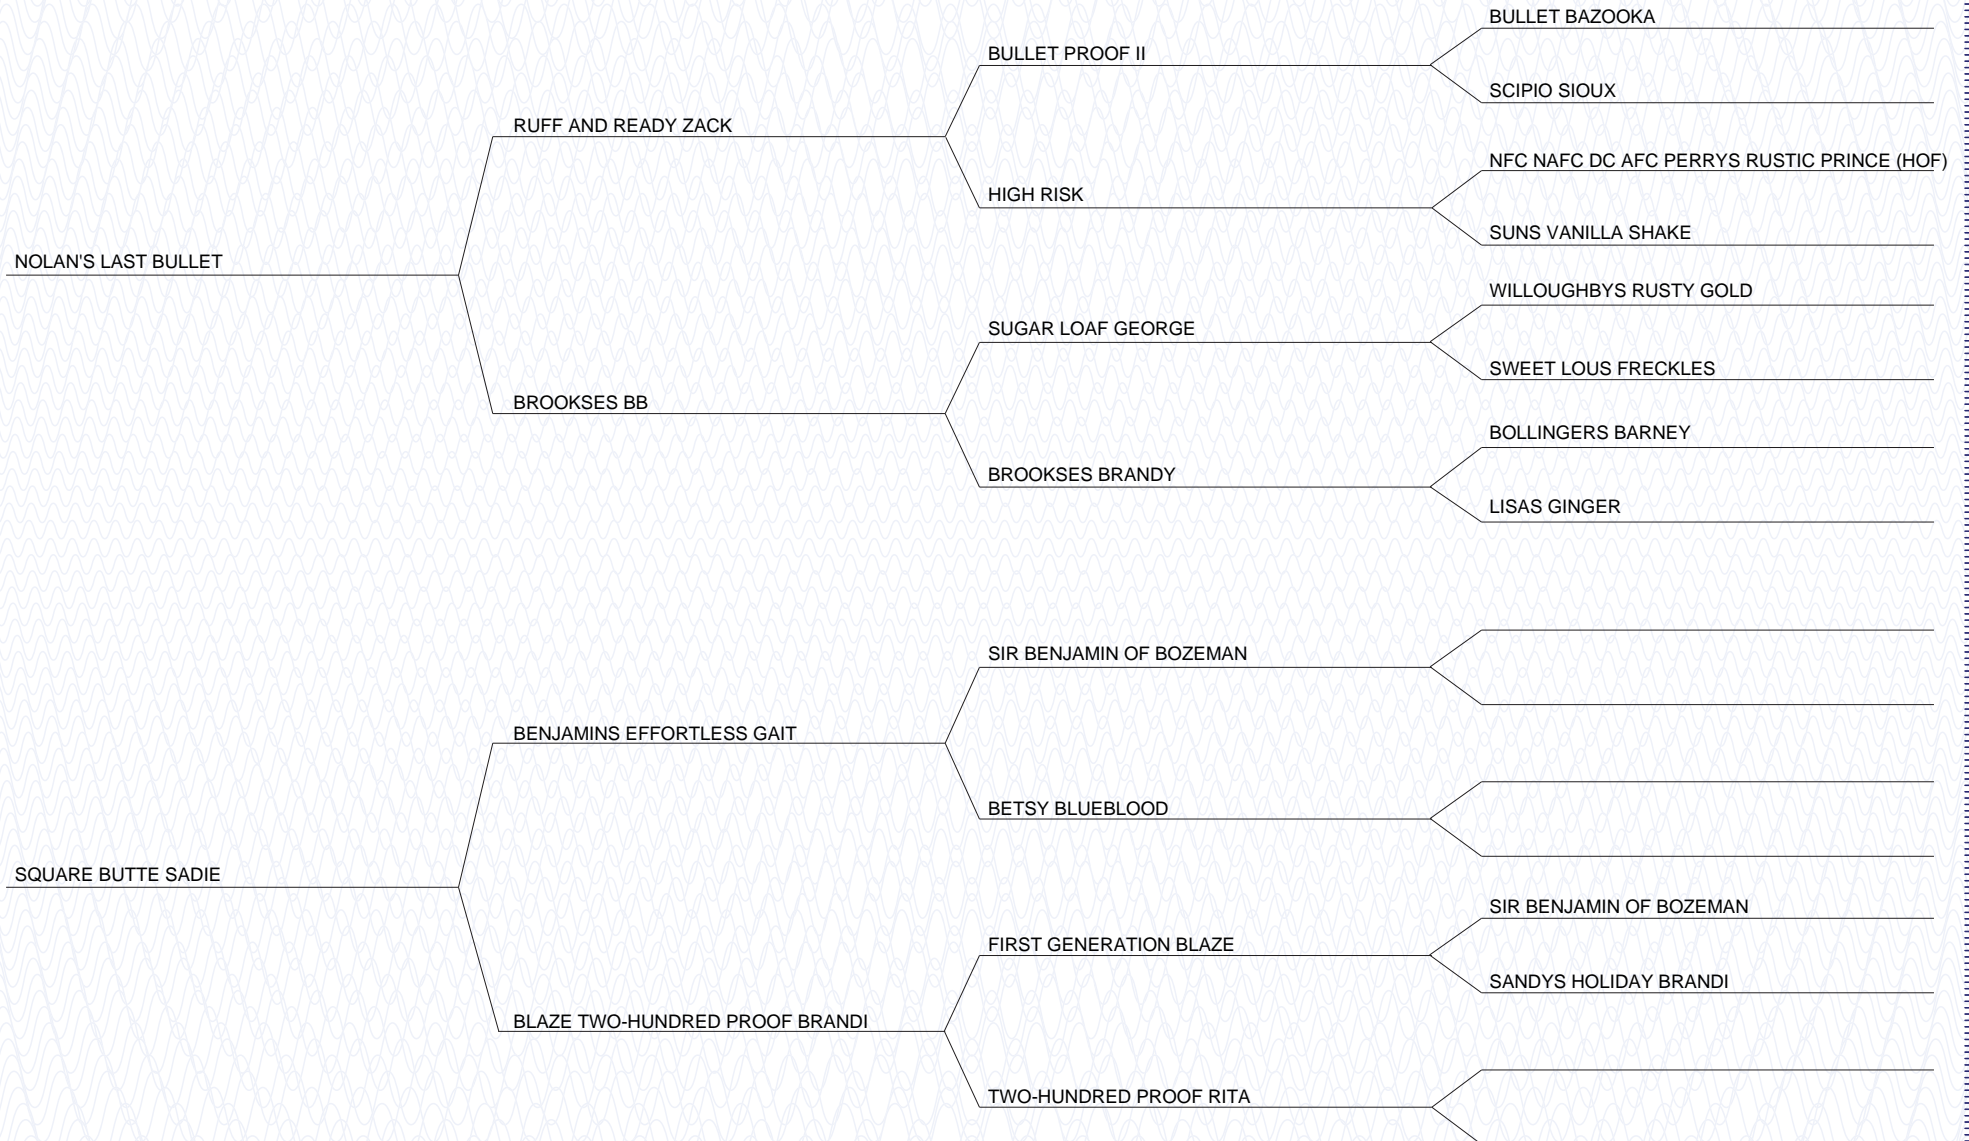 BULLET BAZOOKA
BULLET PROOF II
SCIPIO SIOUX
RUFF AND READY ZACK
NFC NAFC DC AFC PERRYS RUSTIC PRINCE (HOF)
HIGH RISK
SUNS VANILLA SHAKE
NOLAN'S LAST BULLET
WILLOUGHBYS RUSTY GOLD
SUGAR LOAF GEORGE
SWEET LOUS FRECKLES
BROOKSES BB
BOLLINGERS BARNEY
BROOKSES BRANDY
LISAS GINGER
SIR BENJAMIN OF BOZEMAN
BENJAMINS EFFORTLESS GAIT
BETSY BLUEBLOOD
SQUARE BUTTE SADIE
SIR BENJAMIN OF BOZEMAN
FIRST GENERATION BLAZE
SANDYS HOLIDAY BRANDI
BLAZE TWO-HUNDRED PROOF BRANDI
TWO-HUNDRED PROOF RITA